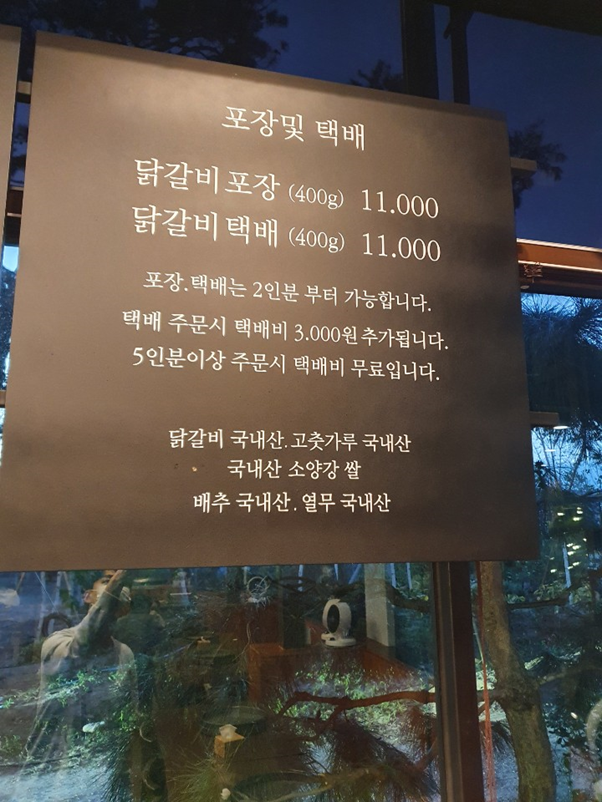 포장및 택배
닭갈비 포장 (400g) 11.000
닭갈비 택배 (400g) 11.000
포장.택배는 2인분 부터 가능합니다.
택배 주문시 택배비 3.000원 추가됩니다.
5인분이상 주문시 택배비 무료입니다.
닭갈비 국내산.고춧가루 국내산
국내산 소양강 쌀
배추 국내산. 열무 국내산